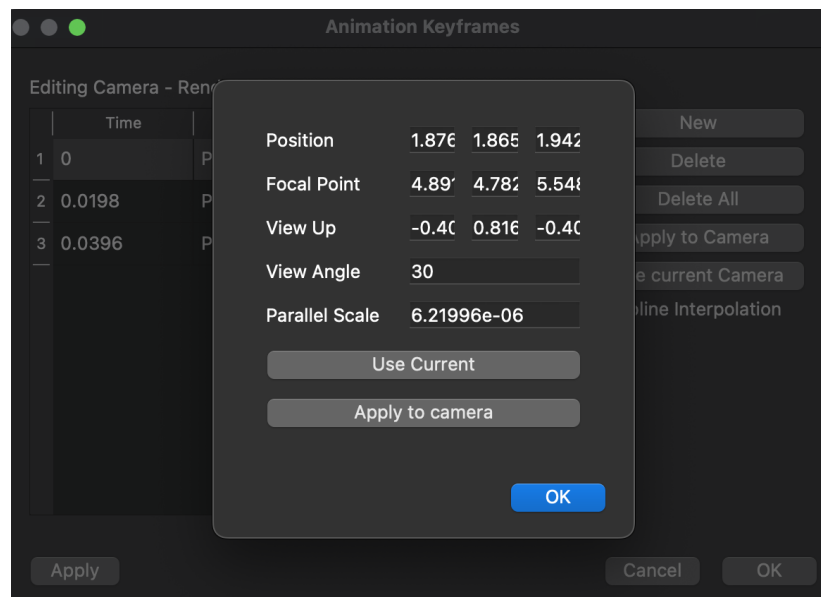 Animation Keyframes
Editing Camera - Rend
Time
New
1 0 P
Delete
2 0.0198 P
Delete All
3 0.0396 P
pply to Camera
e current Camera
line Interpolation
Position 1.876 1.865 1.942
Focal Point 4.891 4.782 5.548
View Up -0.40 0.816 -0.40
View Angle 30
Parallel Scale 6.21996e-06
Use Current
Apply to camera
OK
Apply Cancel OK